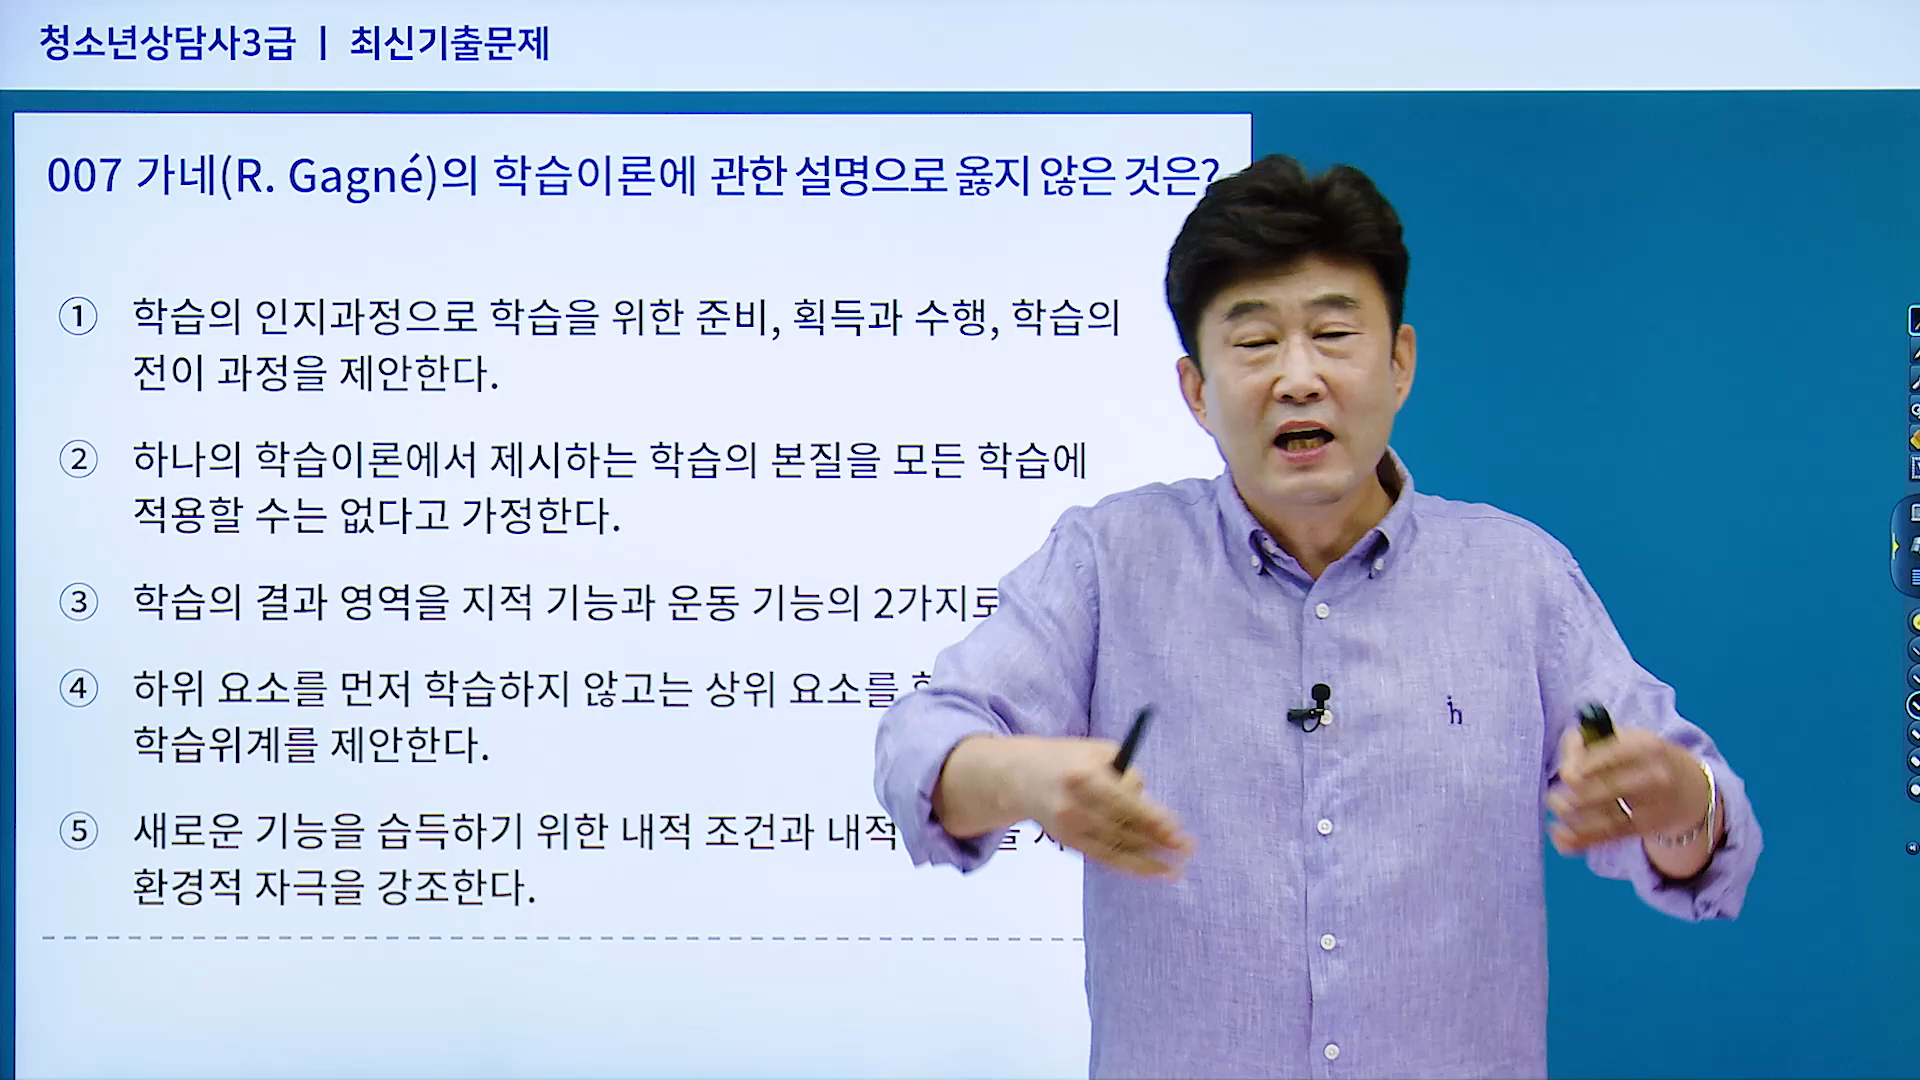 청소년상담사3급 | 최신기출문제
007 가네(R. Gagné)의 학습이론에 관한 설명으로 옳지 않은 것은?
① 학습의 인지과정으로 학습을 위한 준비, 획득과 수행, 학습의
전이 과정을 제안한다.
② 하나의 학습이론에서 제시하는 학습의 본질을 모든 학습에
적용할 수는 없다고 가정한다.
③ 학습의 결과 영역을 지적 기능과 운동 기능의 2가지로
④ 하위 요소를 먼저 학습하지 않고는 상위 요소를
학습위계를 제안한다.
⑤ 새로운 기능을 습득하기 위한 내적 조건과 내적
환경적 자극을 강조한다.
h